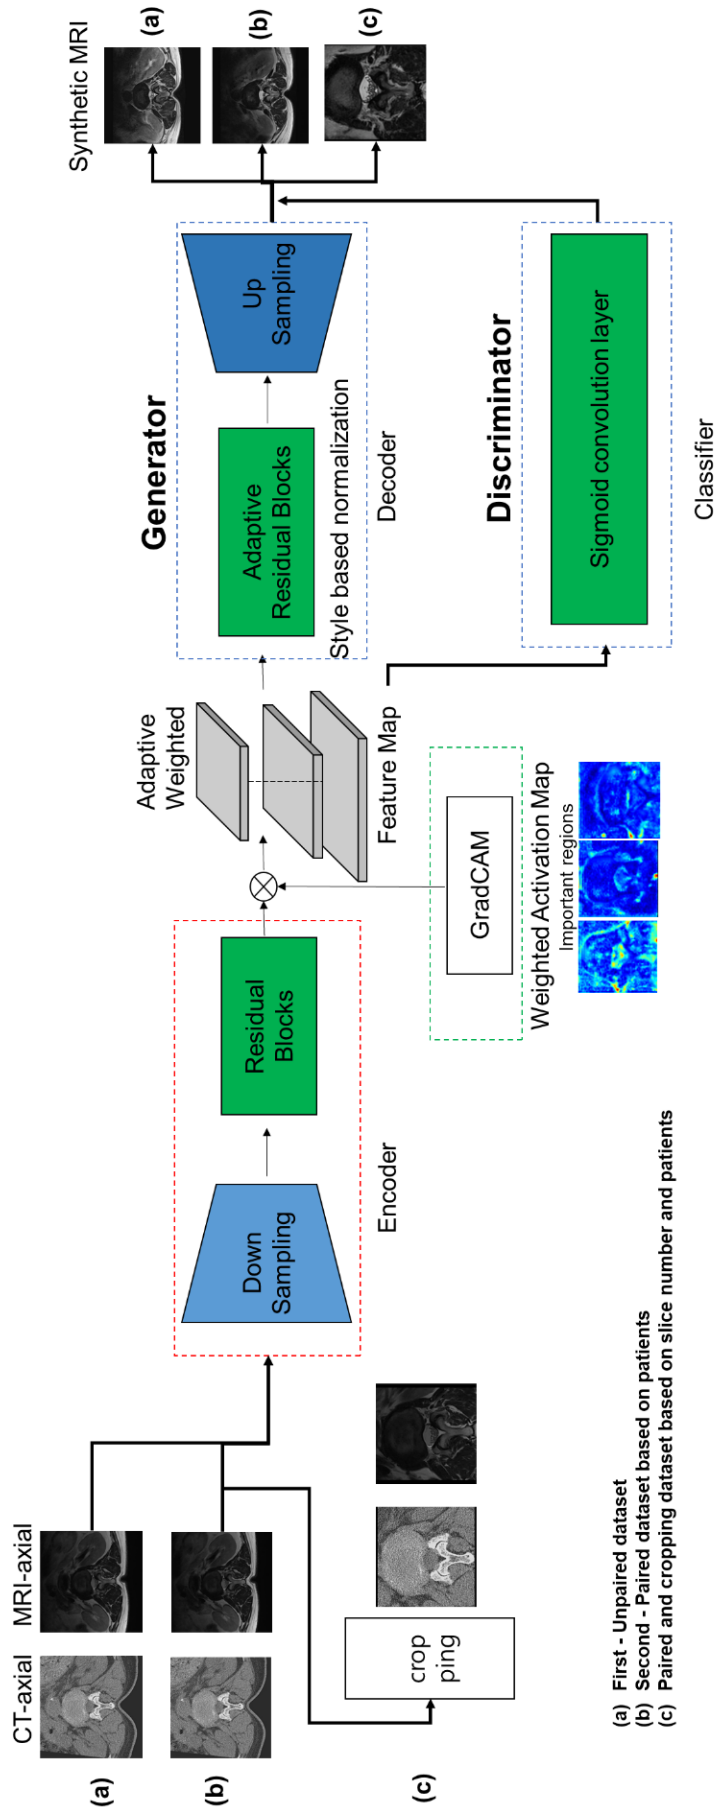 CT-axial
MRI-axial
(a)
(b)
(c)
crop
ping
Down
Sampling
Residual
Blocks
Encoder
Adaptive
Weighted
Feature Map
GradCAM
Weighted Activation Map
Important regions
Generator
Adaptive
Residual Blocks
Up
Sampling
Style based normalization
Decoder
Discriminator
Sigmoid convolution layer
Classifier
Synthetic MRI
(a)
(b)
(c)
(a) First - Unpaired dataset
(b) Second - Paired dataset based on patients
(c) Paired and cropping dataset based on slice number and patients